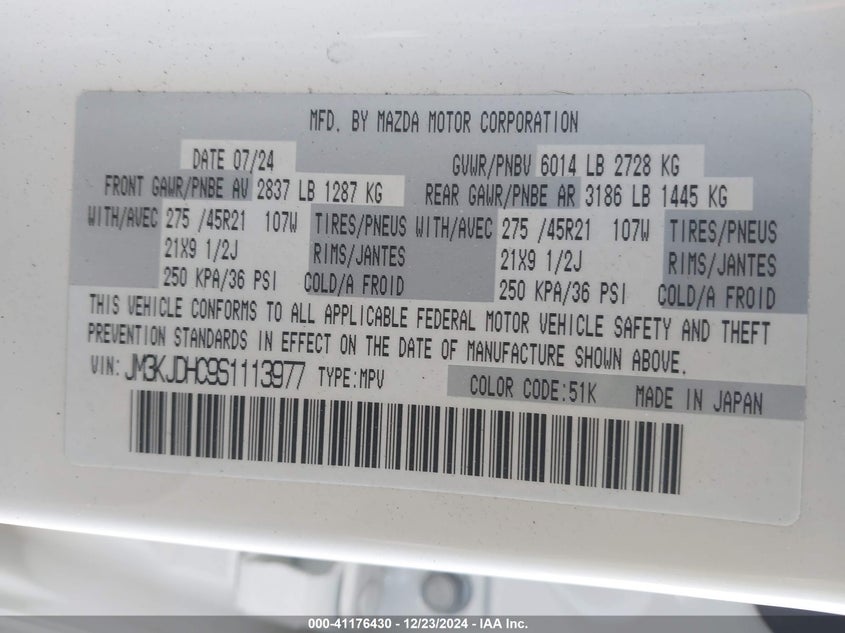 MFD. BY MAZDA MOTOR CORPORATION
DATE 07/24 GVWR/PNBV 6014 LB 2728 KG
FRONT GAWR/PNBE AV 2837 LB 1287 KG REAR GAWR/PNBE AR 3186 LB 1445 KG
WITH/AVEC 275 /45R21 107W TIRES/PNEUS WITH/AVEC 275 /45R21 107W TIRES/PNEUS
21X9 1/2J RIMS/JANTES 21X9 1/2J RIMS/JANTES
250 KPA/36 PSI COLD/A FROID 250 KPA/36 PSI COLD/A FROID
THIS VEHICLE CONFORMS TO ALL APPLICABLE FEDERAL MOTOR VEHICLE SAFETY AND THEFT
PREVENTION STANDARDS IN EFFECT ON THE DATE OF MANUFACTURE SHOWN ABOVE.
VIN: JM3KJDHC9S1113977 TYPE:MPV COLOR CODE:51K MADE IN JAPAN
000-41176430 - 12/23/2024 - IAA Inc.